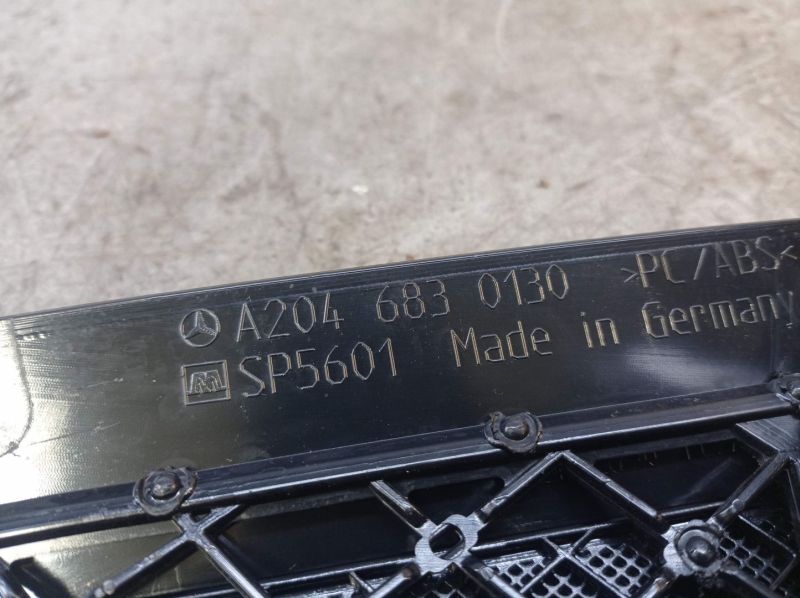 A204 683 0130 >PC/ABS<
SP5601 Made in Germany